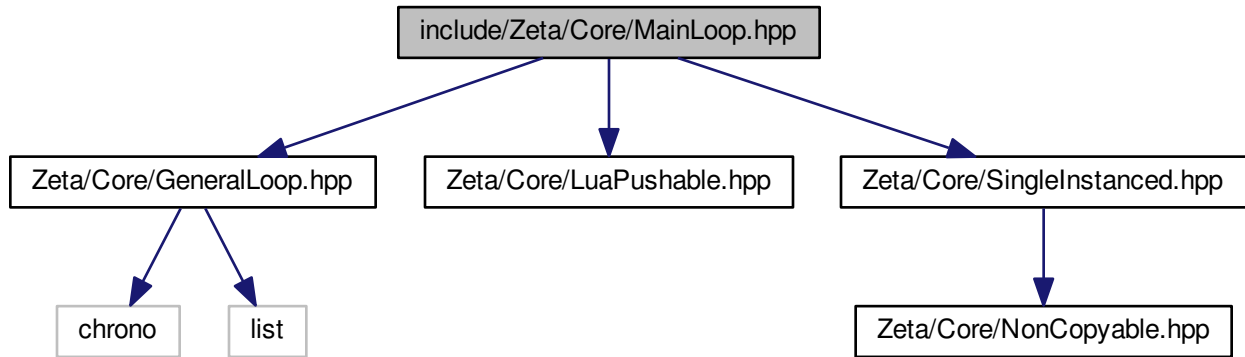 include/Zeta/Core/MainLoop.hpp
Zeta/Core/GeneralLoop.hpp
Zeta/Core/LuaPushable.hpp
Zeta/Core/SingleInstanced.hpp
chrono
list
Zeta/Core/NonCopyable.hpp